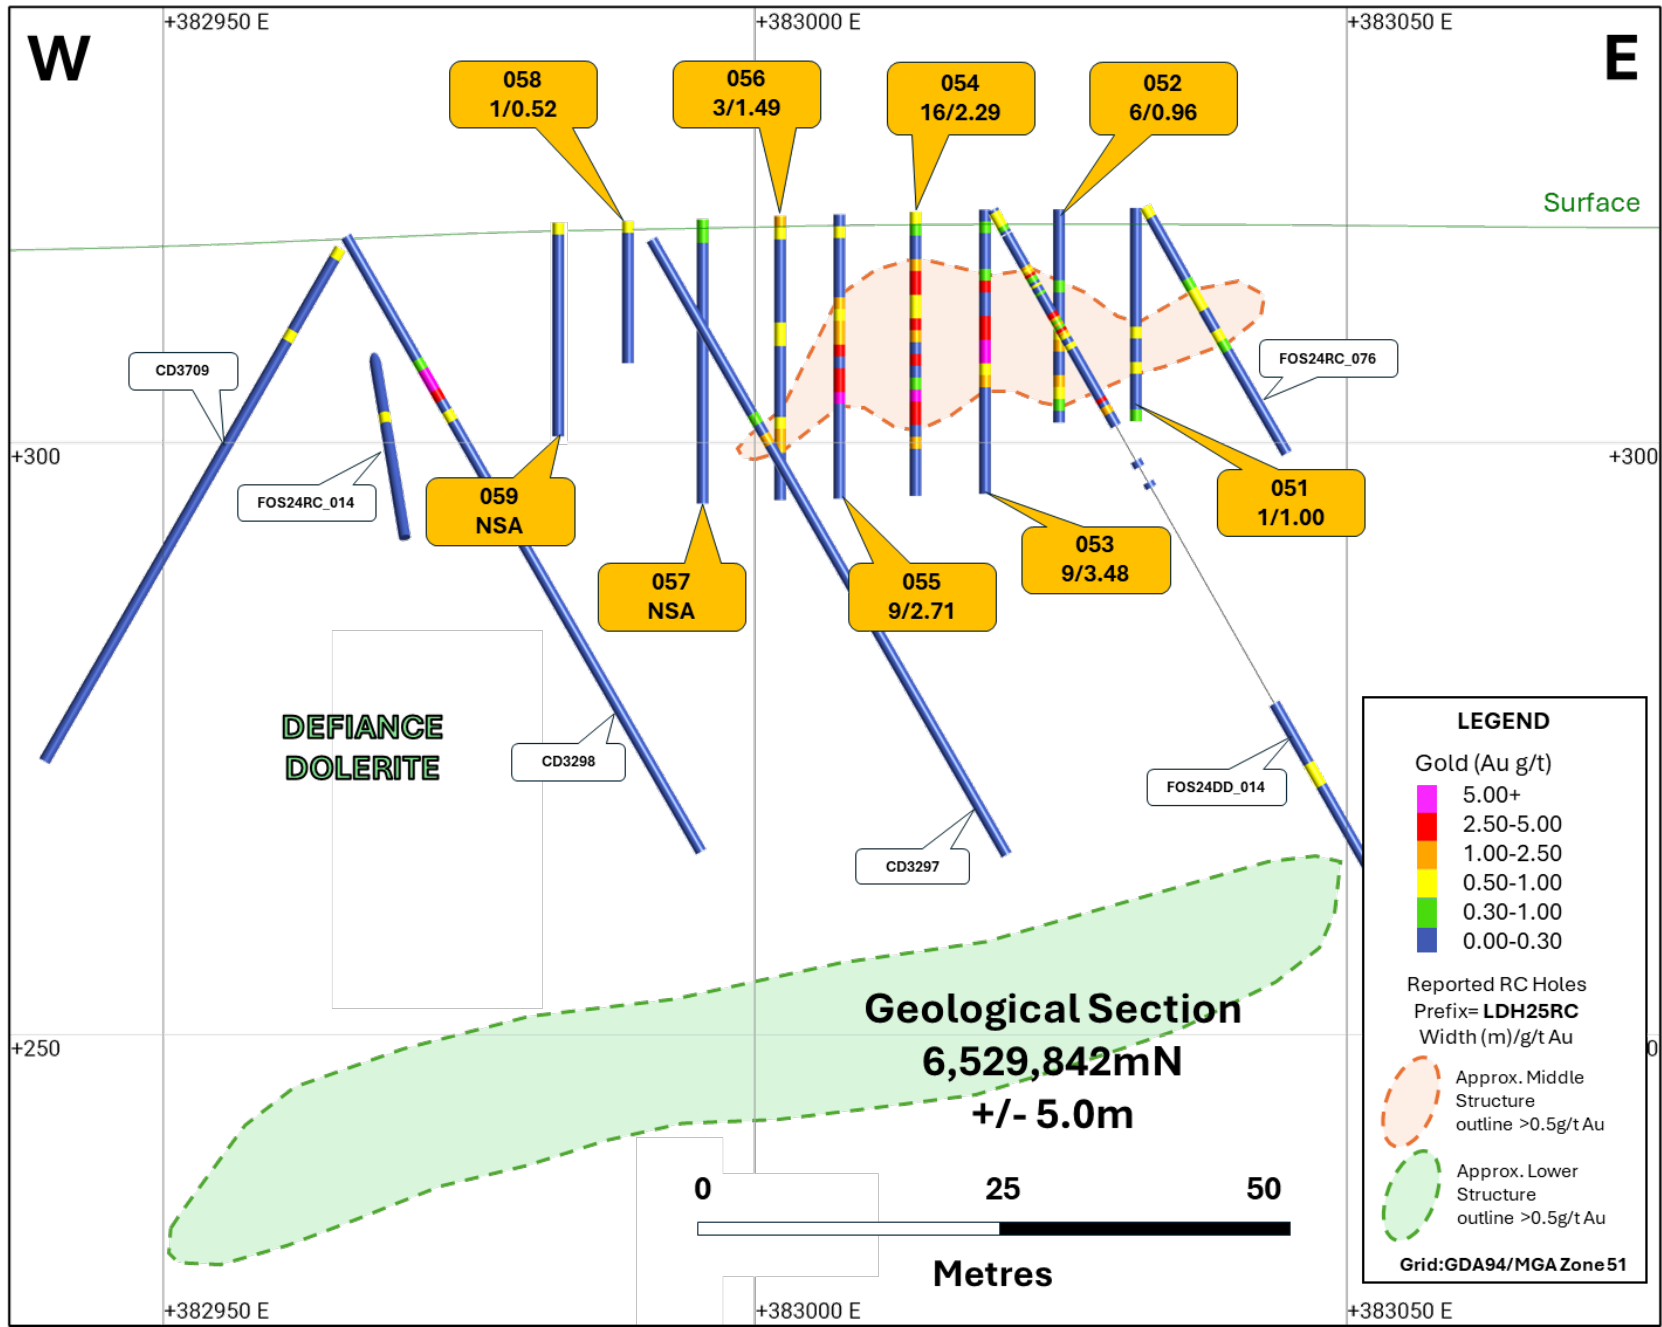 +382950 E
+383000 E
+383050 E
W
E
058
1/0.52
056
3/1.49
054
16/2.29
052
6/0.96
Surface
CD3709
FOS24RC_076
FOS24RC_014
+300
+300
059
NSA
051
1/1.00
053
9/3.48
057
NSA
055
9/2.71
DEFIANCE
DOLERITE
CD3298
FOS24DD_014
CD3297
LEGEND
Gold (Au g/t)
5.00+
2.50-5.00
1.00-2.50
0.50-1.00
0.30-1.00
0.00-0.30
Reported RC Holes
Prefix= LDH25RC
Width (m)/g/t Au
Approx. Middle
Structure
outline >0.5g/t Au
Approx. Lower
Structure
outline >0.5g/t Au
Grid:GDA94/MGA Zone 51
Geological Section
6,529,842mN
+/- 5.0m
+250
0
0
25
50
Metres
+382950 E
+383000 E
+383050 E